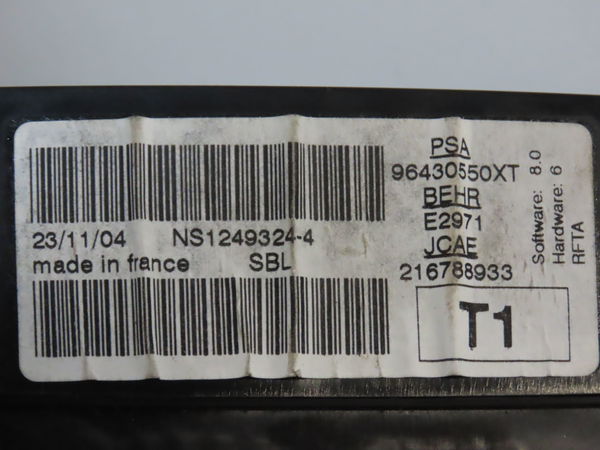 23/11/04 NS1249324-4
made in france SBL
PSA
96430550XT
BEHR
E2971
JCAE
216788933
T1
Software: 8.0
Hardware: 6
RFTA